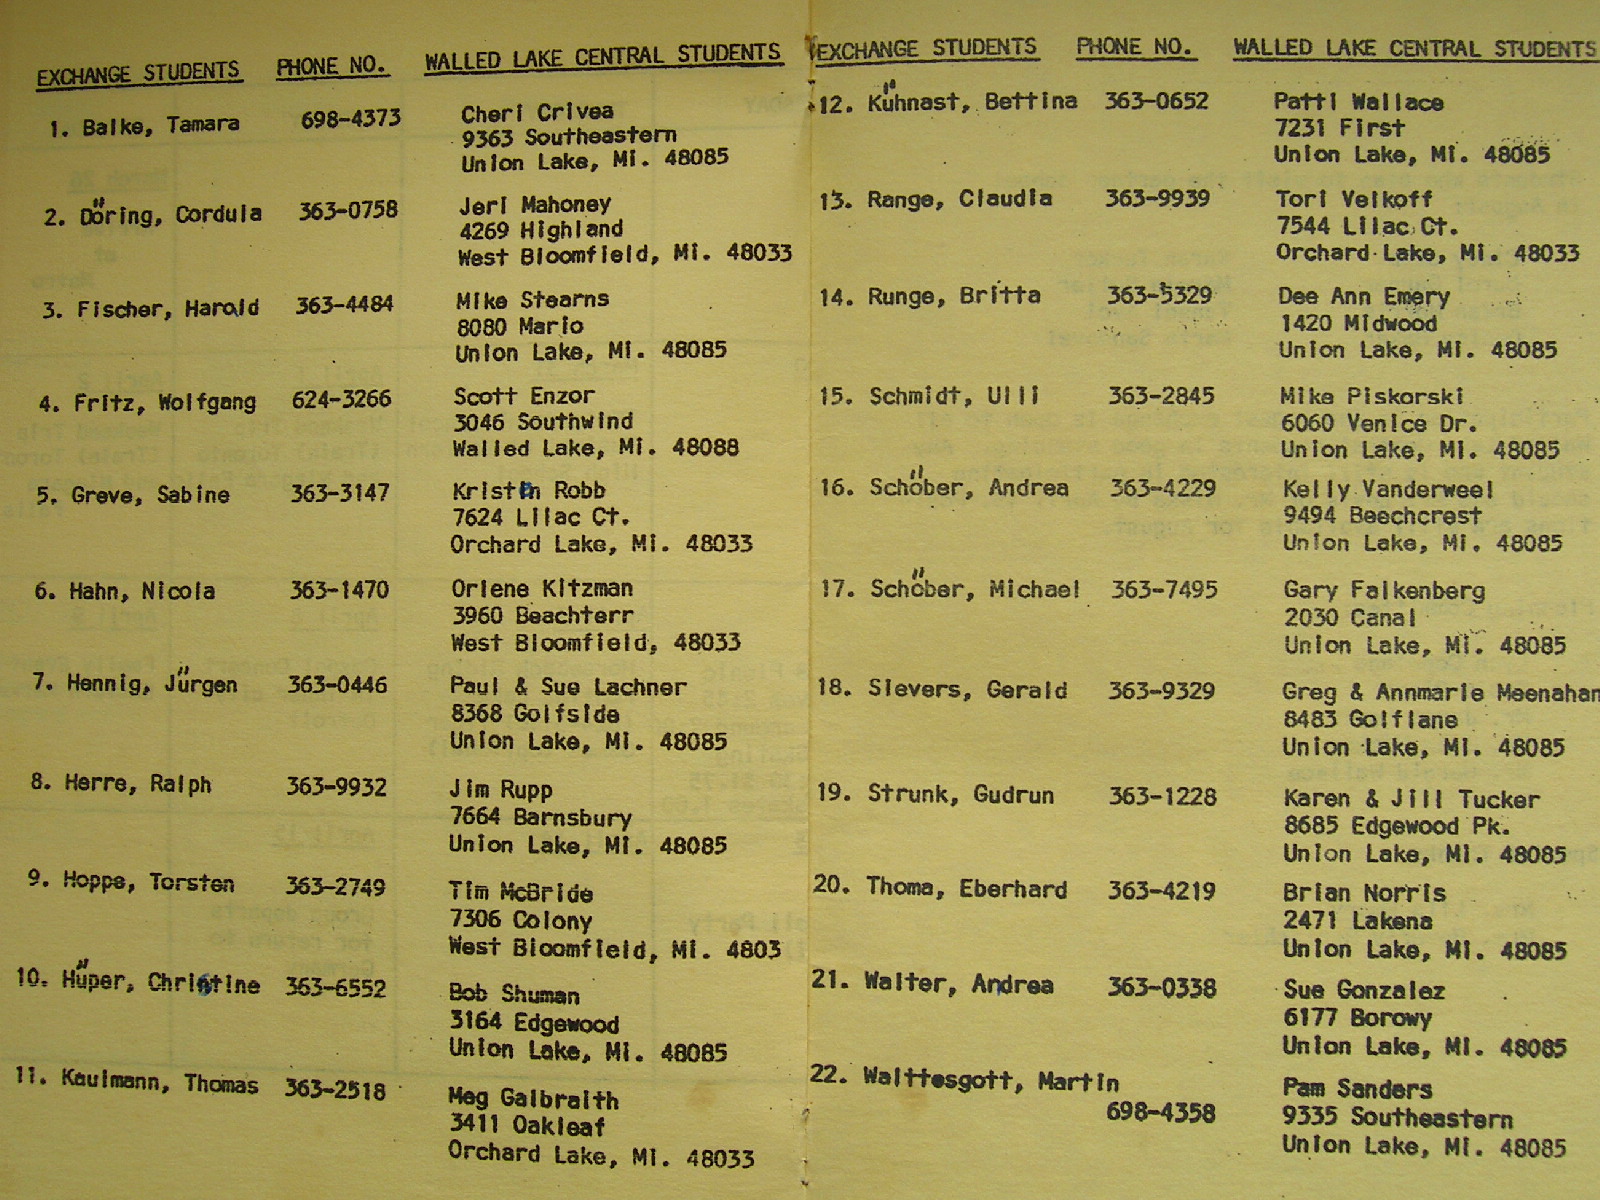 EXCHANGE STUDENTS PHONE NO. WALLED LAKE CENTRAL STUDENTS
1. Balke, Tamara 698-4373 Cheri Crivea
9363 Southeastern
Union Lake, Mi. 48085
2. Döring, Cordula 363-0758 Jeri Mahoney
4269 Highland
West Bloomfield, Mi. 48033
3. Fischer, Harald 363-4484 Mike Stearns
8080 Mario
Union Lake, Mi. 48085
4. Fritz, Wolfgang 624-3266 Scott Enzor
3046 Southwind
Walled Lake, Mi. 48088
5. Greve, Sabine 363-3147 Kristen Robb
7624 Lilac Ct.
Orchard Lake, Mi. 48033
6. Hahn, Nicola 363-1470 Orlene Kitzman
3960 Beachterr
West Bloomfield, 48033
7. Hennig, Jürgen 363-0446 Paul & Sue Lachner
8368 Golfside
Union Lake, Mi. 48085
8. Herre, Ralph 363-9932 Jim Rupp
7664 Barnsbury
Union Lake, Mi. 48085
9. Hoppe, Torsten 363-2749 Tim McBride
7306 Colony
West Bloomfield, Mi. 4803
10. Hüper, Christine 363-6552 Bob Shuman
3164 Edgewood
Union Lake, Mi. 48085
11. Kaulmann, Thomas 363-2518 Meg Galbraith
3411 Oakleaf
Orchard Lake, Mi. 48033
EXCHANGE STUDENTS PHONE NO. WALLED LAKE CENTRAL STUDENTS
12. Kühnast, Bettina 363-0652 Patti Wallace
7231 First
Union Lake, Mi. 48085
13. Range, Claudia 363-9939 Tori Velkoff
7544 Lilac Ct.
Orchard Lake, Mi. 48033
14. Runge, Britta 363-5329 Dee Ann Emery
1420 Midwood
Union Lake, Mi. 48085
15. Schmidt, Ulli 363-2845 Mike Piskorski
6060 Venice Dr.
Union Lake, Mi. 48085
16. Schöber, Andrea 363-4229 Kelly Vanderweel
9494 Beechcrest
Union Lake, Mi. 48085
17. Schöber, Michael 363-7495 Gary Falkenberg
2030 Canal
Union Lake, Mi. 48085
18. Sievers, Gerald 363-9329 Greg & Annmarie Meenahan
8483 Golflane
Union Lake, Mi. 48085
19. Strunk, Gudrun 363-1228 Karen & Jill Tucker
8685 Edgewood Pk.
Union Lake, Mi. 48085
20. Thoma, Eberhard 363-4219 Brian Norris
2471 Lakena
Union Lake, Mi. 48085
21. Walter, Andrea 363-0338 Sue Gonzalez
6177 Borowy
Union Lake, Mi. 48085
22. Walttesgott, Martin Pam Sanders
698-4358 9335 Southeastern
Union Lake, Mi. 48085